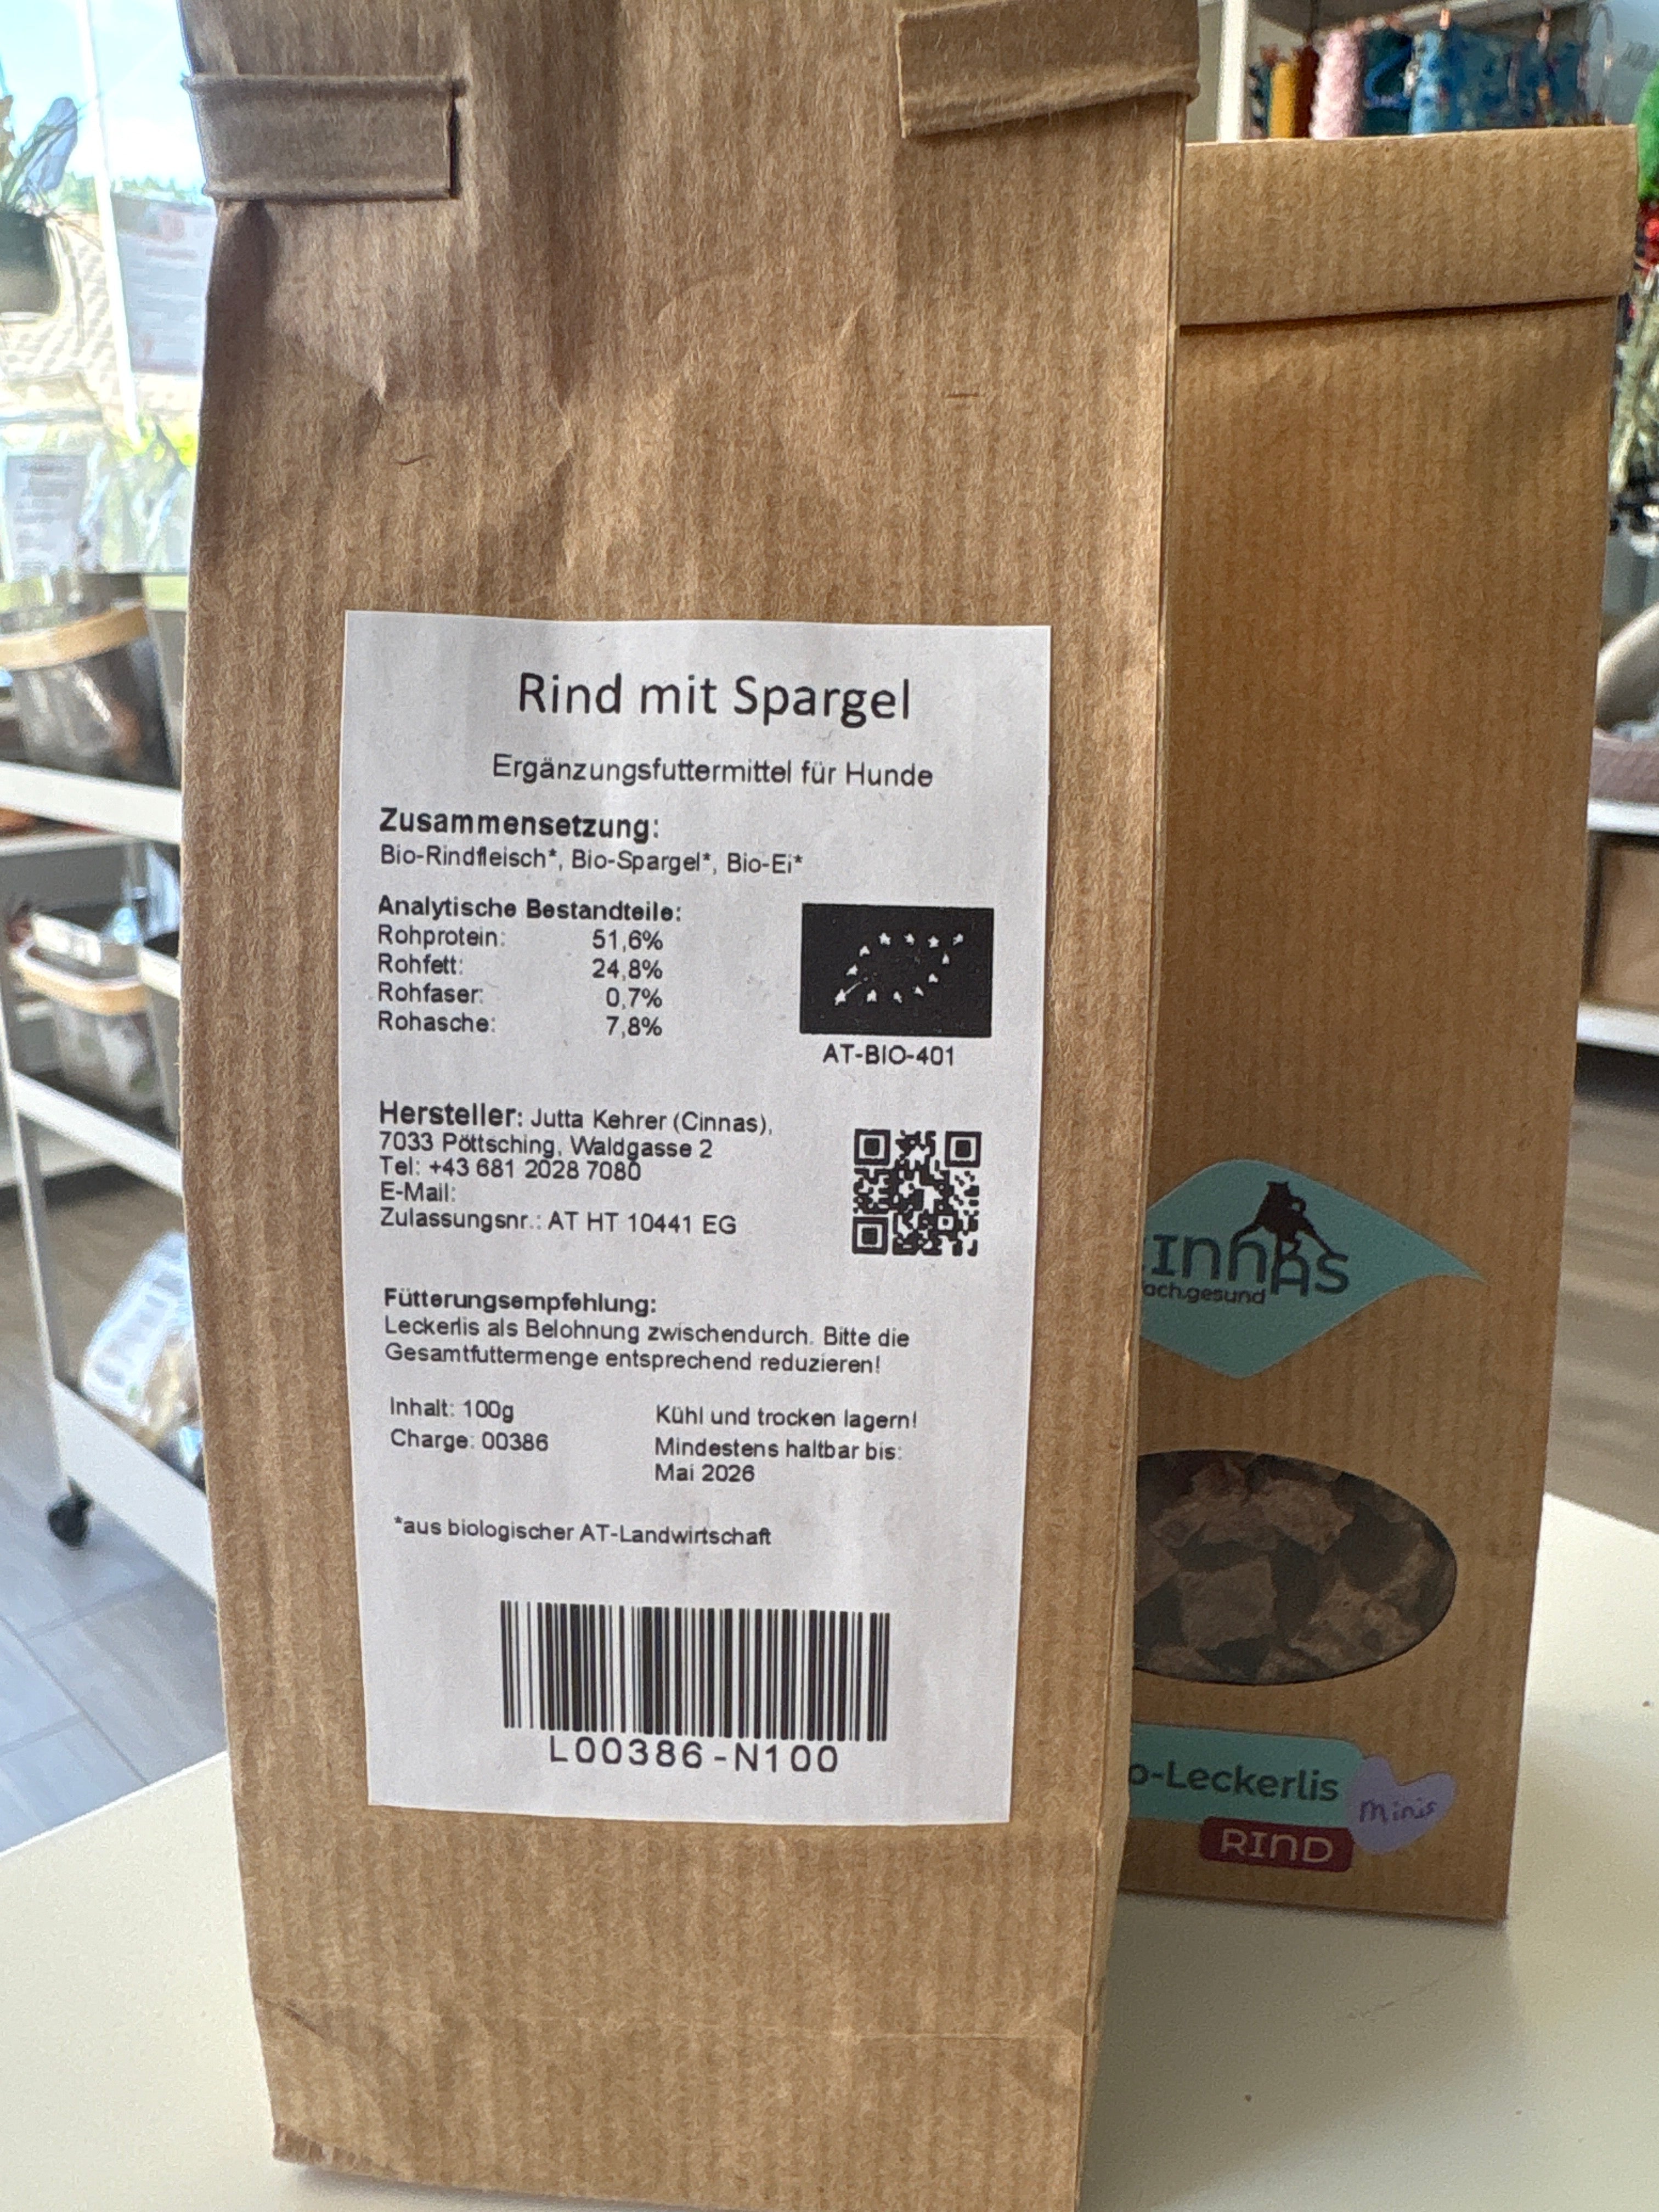 Rind mit Spargel
Ergänzungsfuttermittel für Hunde
Zusammensetzung:
Bio-Rindfleisch*, Bio-Spargel*, Bio-Ei*
Analytische Bestandteile:
Rohprotein: 51,6%
Rohfett: 24,8%
Rohfaser: 0,7%
Rohasche: 7,8%
AT-BIO-401
Hersteller: Jutta Kehrer (Cinnas),
7033 Pöttsching, Waldgasse 2
Tel: +43 681 2028 7080
E-Mail:
Zulassungsnr.: AT HT 10441 EG
Fütterungsempfehlung:
Leckerlis als Belohnung zwischendurch. Bitte die
Gesamtfuttermenge entsprechend reduzieren!
Inhalt: 100g
Charge: 00386
Kühl und trocken lagern!
Mindestens haltbar bis:
Mai 2026
*aus biologischer AT-Landwirtschaft
L00386-N100
innAS
ach.gesund
o-Leckerlis
minis
RIND